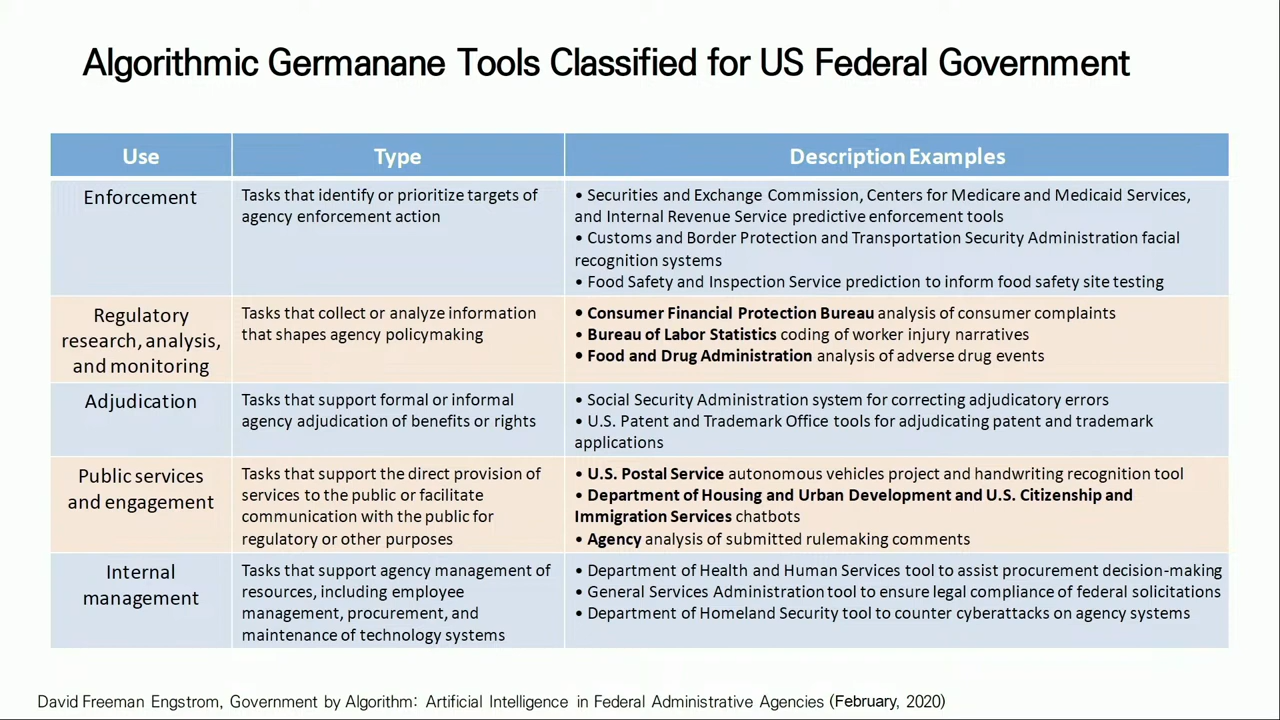 Algorithmic Germanane Tools Classified for US Federal Government
Use
Type
Description Examples
Enforcement
Tasks that identify or prioritize targets of
agency enforcement action
• Securities and Exchange Commission, Centers for Medicare and Medicaid Services,
and Internal Revenue Service predictive enforcement tools
• Customs and Border Protection and Transportation Security Administration facial
recognition systems
• Food Safety and Inspection Service prediction to inform food safety site testing
Regulatory
research, analysis,
and monitoring
Tasks that collect or analyze information
that shapes agency policymaking
• Consumer Financial Protection Bureau analysis of consumer complaints
• Bureau of Labor Statistics coding of worker injury narratives
• Food and Drug Administration analysis of adverse drug events
Adjudication
Tasks that support formal or informal
agency adjudication of benefits or rights
• Social Security Administration system for correcting adjudicatory errors
• U.S. Patent and Trademark Office tools for adjudicating patent and trademark
applications
Public services
and engagement
Tasks that support the direct provision of
services to the public or facilitate
communication with the public for
regulatory or other purposes
• U.S. Postal Service autonomous vehicles project and handwriting recognition tool
• Department of Housing and Urban Development and U.S. Citizenship and
Immigration Services chatbots
• Agency analysis of submitted rulemaking comments
Internal
management
Tasks that support agency management of
resources, including employee
management, procurement, and
maintenance of technology systems
• Department of Health and Human Services tool to assist procurement decision-making
• General Services Administration tool to ensure legal compliance of federal solicitations
• Department of Homeland Security tool to counter cyberattacks on agency systems
David Freeman Engstrom, Government by Algorithm: Artificial Intelligence in Federal Administrative Agencies (February, 2020)